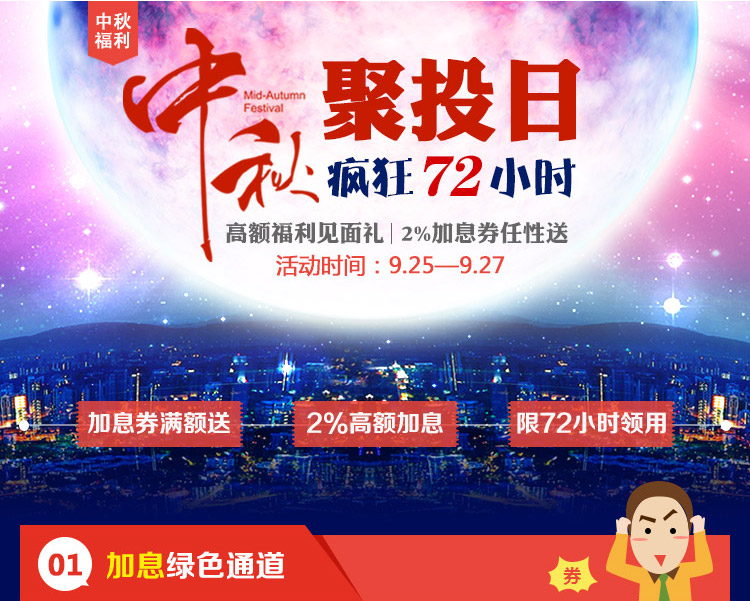 中秋
福利
中秋
Mid-Autumn
Festival
聚投日
疯狂72小时
高额福利见面礼|2%加息券任性送
活动时间：9.25—9.27
加息券满额送
2%高额加息
限72小时领用
01 加息绿色通道
券